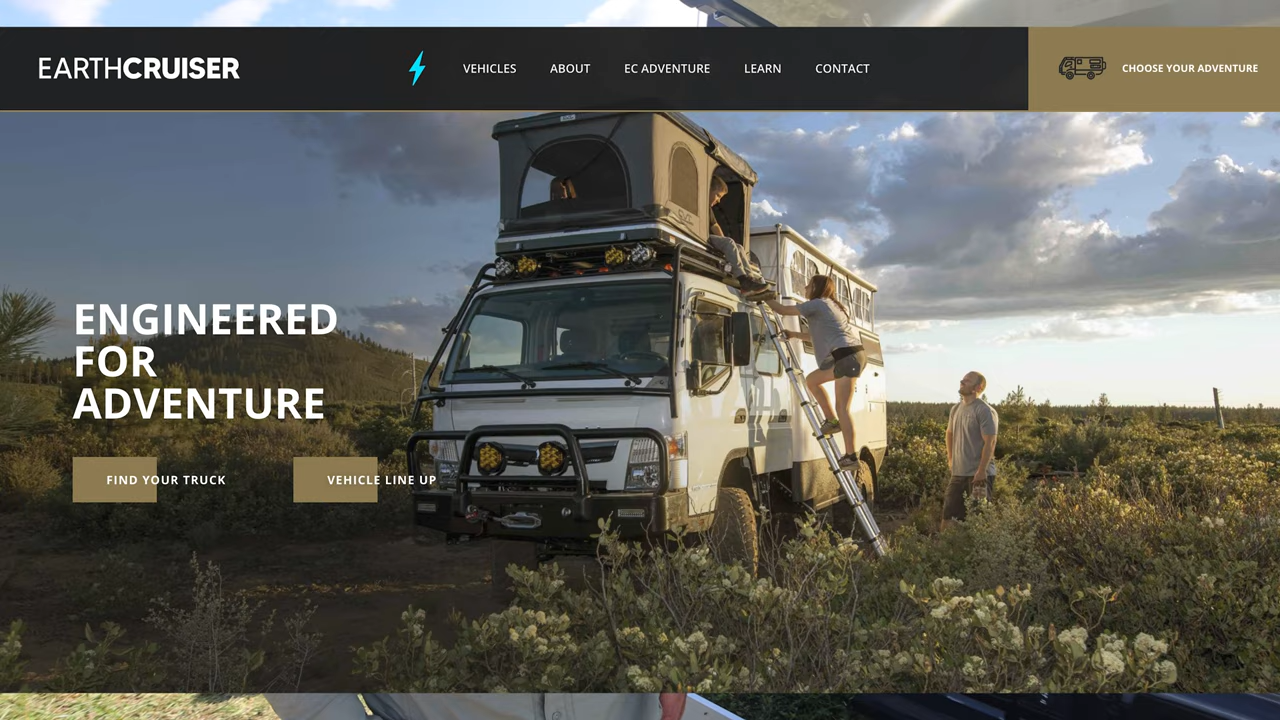 EARTHCRUISER
VEHICLES
ABOUT
EC ADVENTURE
LEARN
CONTACT
CHOOSE YOUR ADVENTURE
ENGINEERED
FOR
ADVENTURE
FIND YOUR TRUCK
VEHICLE LINE UP